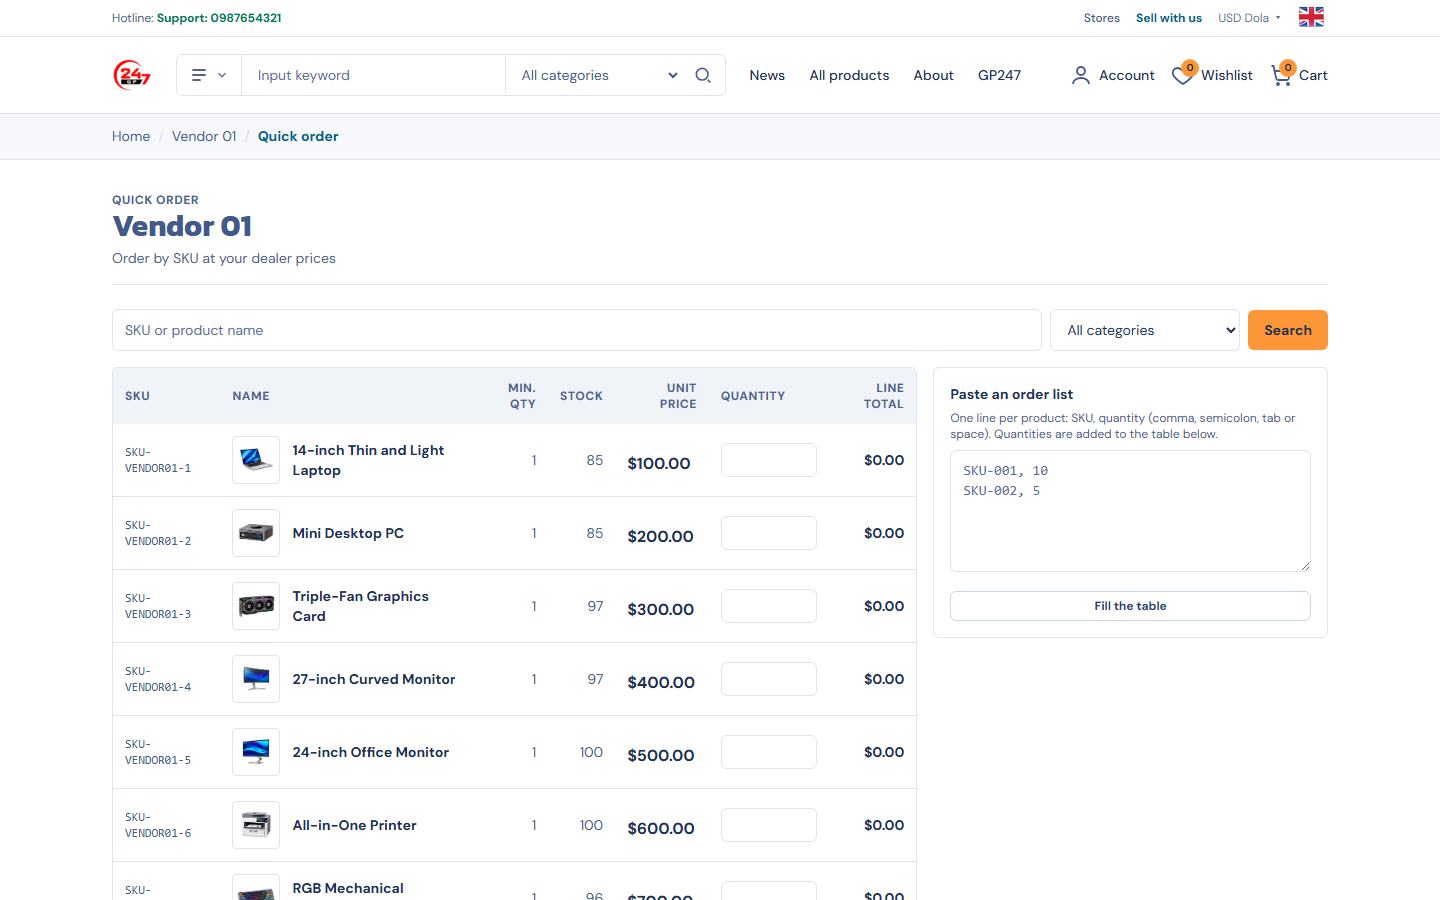 Hotline: Support: 0987654321
Stores
Sell with us
USD Dola
247
GP
Input keyword
All categories
News
All products
About
GP247
Account
0
Wishlist
0
Cart
Home / Vendor 01 / Quick order
QUICK ORDER
Vendor 01
Order by SKU at your dealer prices
SKU or product name
All categories
Search
SKU
NAME
MIN. QTY
STOCK
UNIT PRICE
QUANTITY
LINE TOTAL
SKU-
VENDOR01-1
14-inch Thin and Light
Laptop
1
85
$100.00
$0.00
SKU-
VENDOR01-2
Mini Desktop PC
1
85
$200.00
$0.00
SKU-
VENDOR01-3
Triple-Fan Graphics
Card
1
97
$300.00
$0.00
SKU-
VENDOR01-4
27-inch Curved Monitor
1
97
$400.00
$0.00
SKU-
VENDOR01-5
24-inch Office Monitor
1
100
$500.00
$0.00
SKU-
VENDOR01-6
All-in-One Printer
1
100
$600.00
$0.00
SKU-
RGB Mechanical
1
96
$700.00
$0.00
Paste an order list
One line per product: SKU, quantity (comma, semicolon, tab or
space). Quantities are added to the table below.
SKU-001, 10
SKU-002, 5
Fill the table